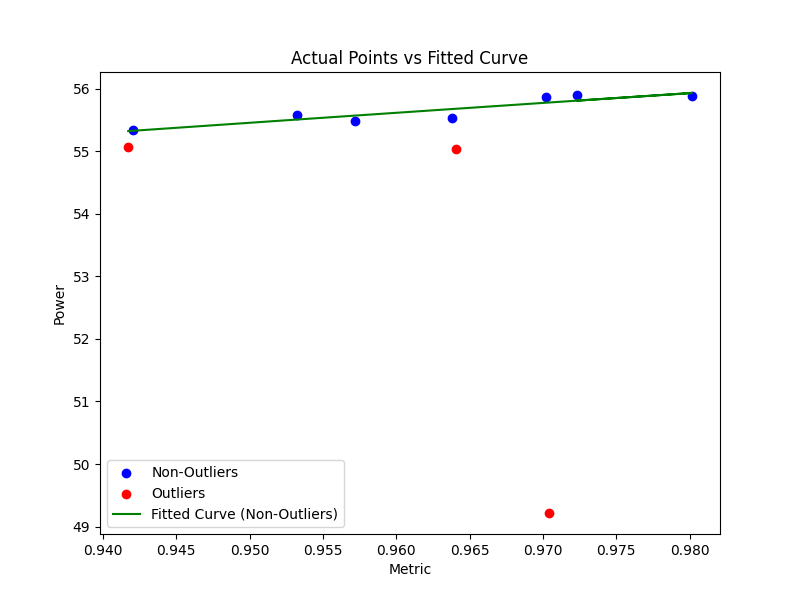 Actual Points vs Fitted Curve
Power
56
55
54
53
52
51
50
49
Non-Outliers
Outliers
Fitted Curve (Non-Outliers)
0.940 0.945 0.950 0.955 0.960 0.965 0.970 0.975 0.980
Metric